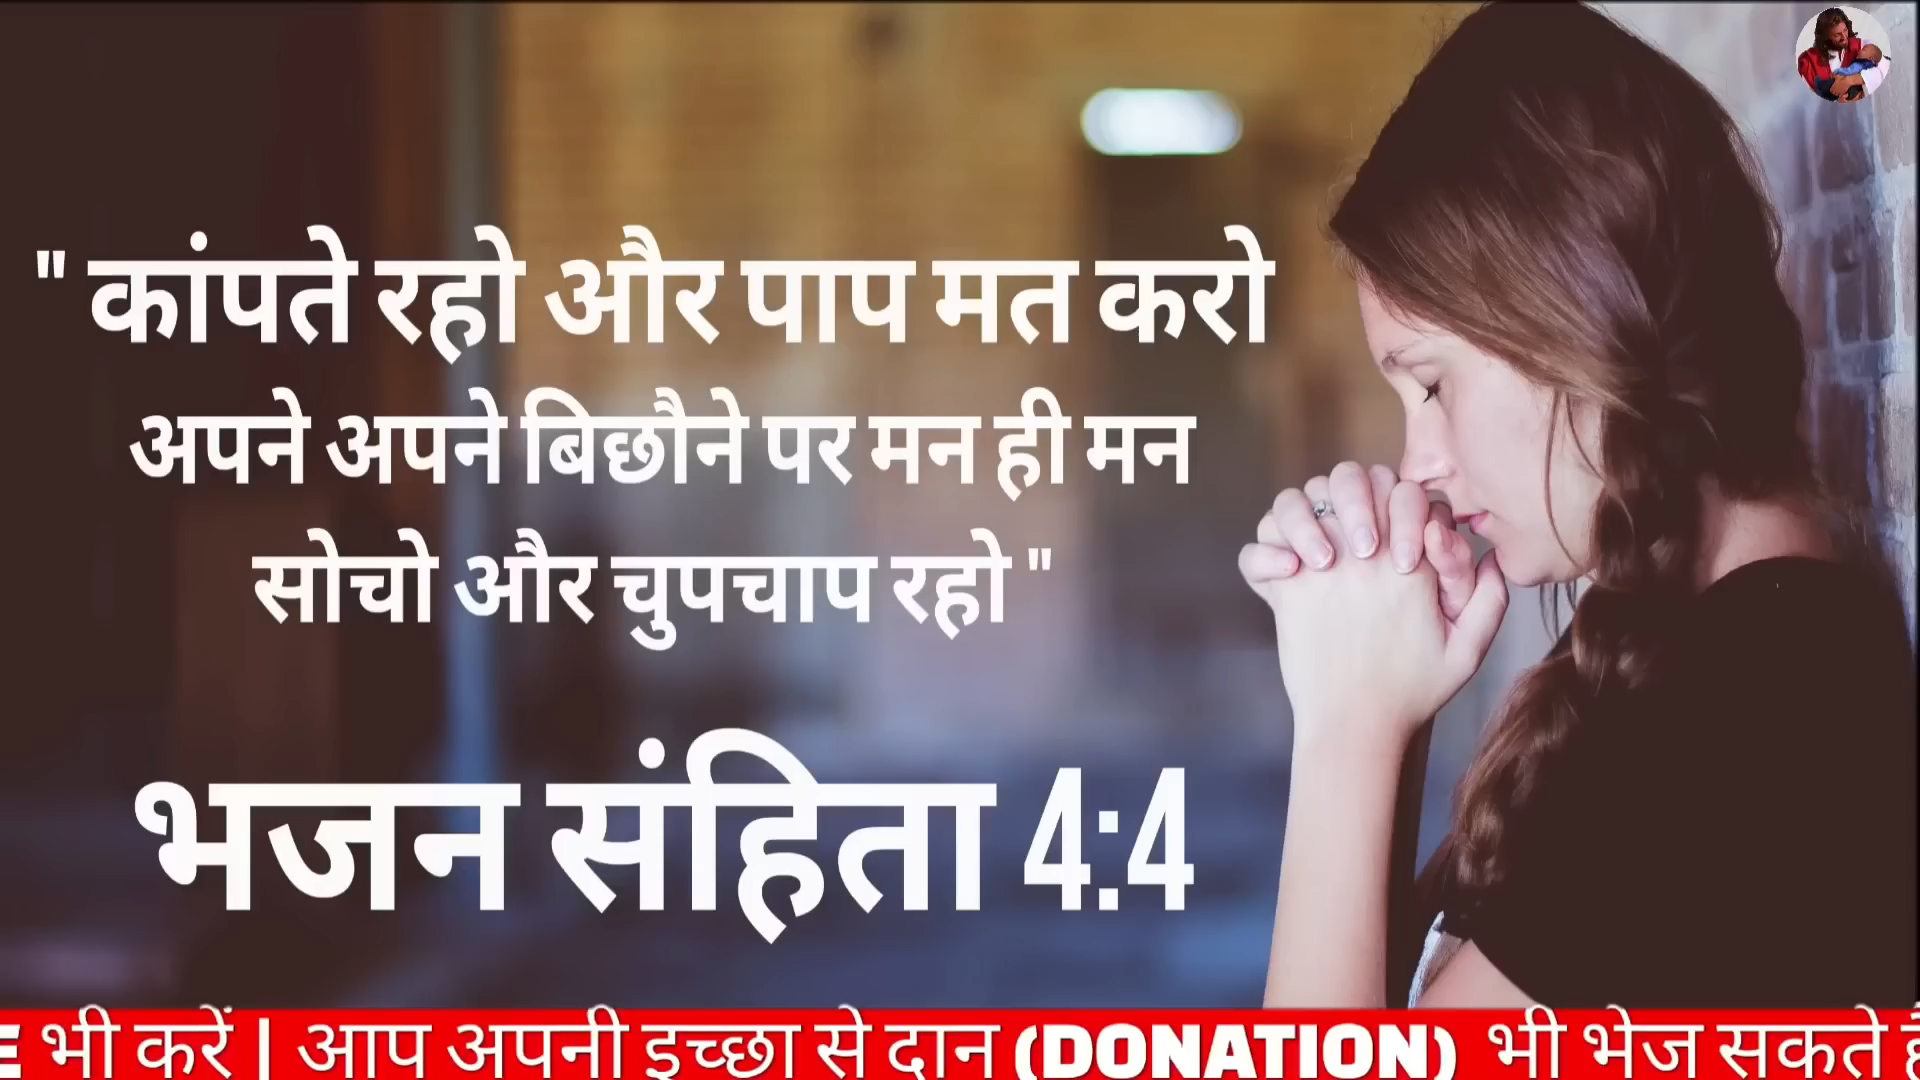 " कांपते रहो और पाप मत करो
अपने अपने बिछौने पर मन ही मन
सोचो और चुपचाप रहो "
भजन संहिता 4:4
भी करें | आप अपनी इच्छा से दान (DONATION) भी भेज सकते